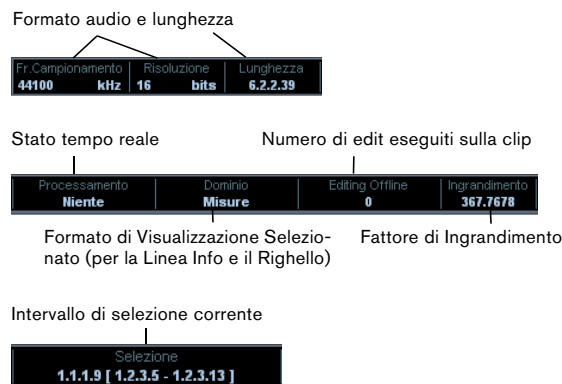 Formato audio e lunghezza
Fr.Campionamento Risoluzione Lunghezza
44100 kHz 16 bits 6.2.2.39
Stato tempo reale Numero di edit eseguiti sulla clip
Processamento Dominio Editing Offline Ingrandimento
Niente Misure 0 367.7678
Formato di Visualizzazione Selezio-
nato (per la Linea Info e il Righello)
Fattore di Ingrandimento
Intervallo di selezione corrente
Selezione
1.1.1.9 [ 1.2.3.5 - 1.2.3.13 ]